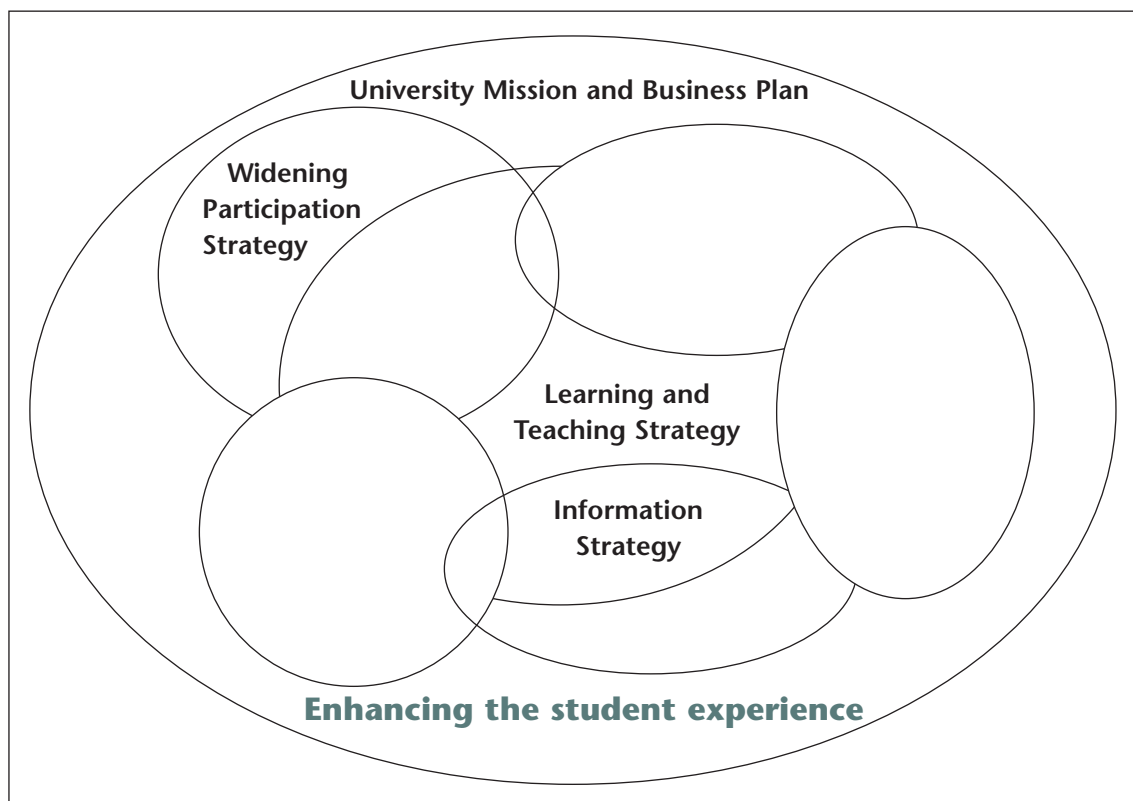 University Mission and Business Plan
Widening
Participation
Strategy
Learning and
Teaching Strategy
Information
Strategy
Enhancing the student experience